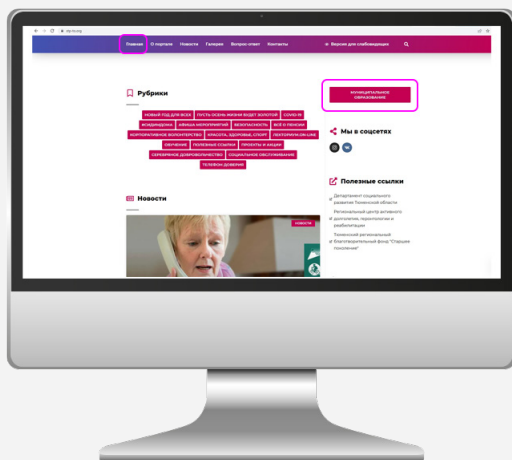 Главная О портале Новости Галерея Вопрос-ответ Контакты Версия для слабовидящих
Рубрики
НОВЫЙ ГОД ДЛЯ ВСЕХ ПУСТЬ ОСЕНЬ ЖИЗНИ БУДЕТ ЗОЛОТОЙ COVID-19
#СИДИМДОМА АФИША МЕРОПРИЯТИЙ БЕЗОПАСНОСТЬ ВСЁ О ПЕНСИИ
КОРПОРАТИВНОЕ ВОЛОНТЕРСТВО КРАСОТА, ЗДОРОВЬЕ, СПОРТ ЛЕКТОРИУМ ON-LINE
ОБУЧЕНИЕ ПОЛЕЗНЫЕ ССЫЛКИ ПРОЕКТЫ И АКЦИИ
СЕРЕБРЯНОЕ ДОБРОВОЛЬЧЕСТВО СОЦИАЛЬНОЕ ОБСЛУЖИВАНИЕ
ТЕЛЕФОН ДОВЕРИЯ
Новости
НОВОСТИ
МУНИЦИПАЛЬНОЕ
ОБРАЗОВАНИЕ
Мы в соцсетях
Полезные ссылки
Департамент социального
развития Тюменской области
Региональный центр активного
долголетия, геронтологии и
реабилитации
Тюменский региональный
благотворительный фонд "Старшее
поколение"